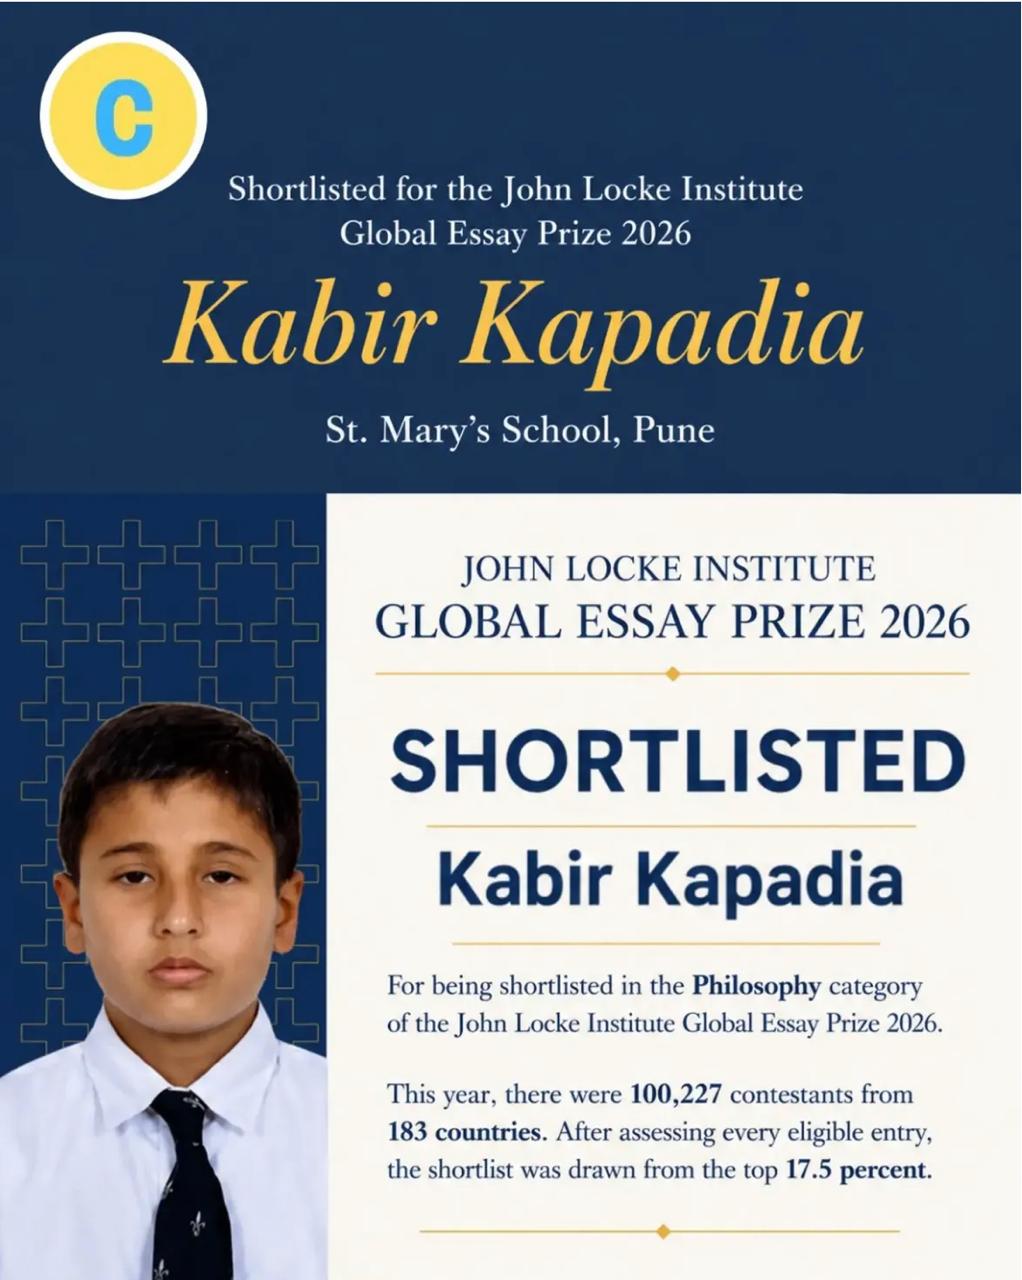 C
Shortlisted for the John Locke Institute
Global Essay Prize 2026
Kabir Kapadia
St. Mary's School, Pune
JOHN LOCKE INSTITUTE
GLOBAL ESSAY PRIZE 2026
SHORTLISTED
Kabir Kapadia
For being shortlisted in the Philosophy category
of the John Locke Institute Global Essay Prize 2026.
This year, there were 100,227 contestants from
183 countries. After assessing every eligible entry,
the shortlist was drawn from the top 17.5 percent.